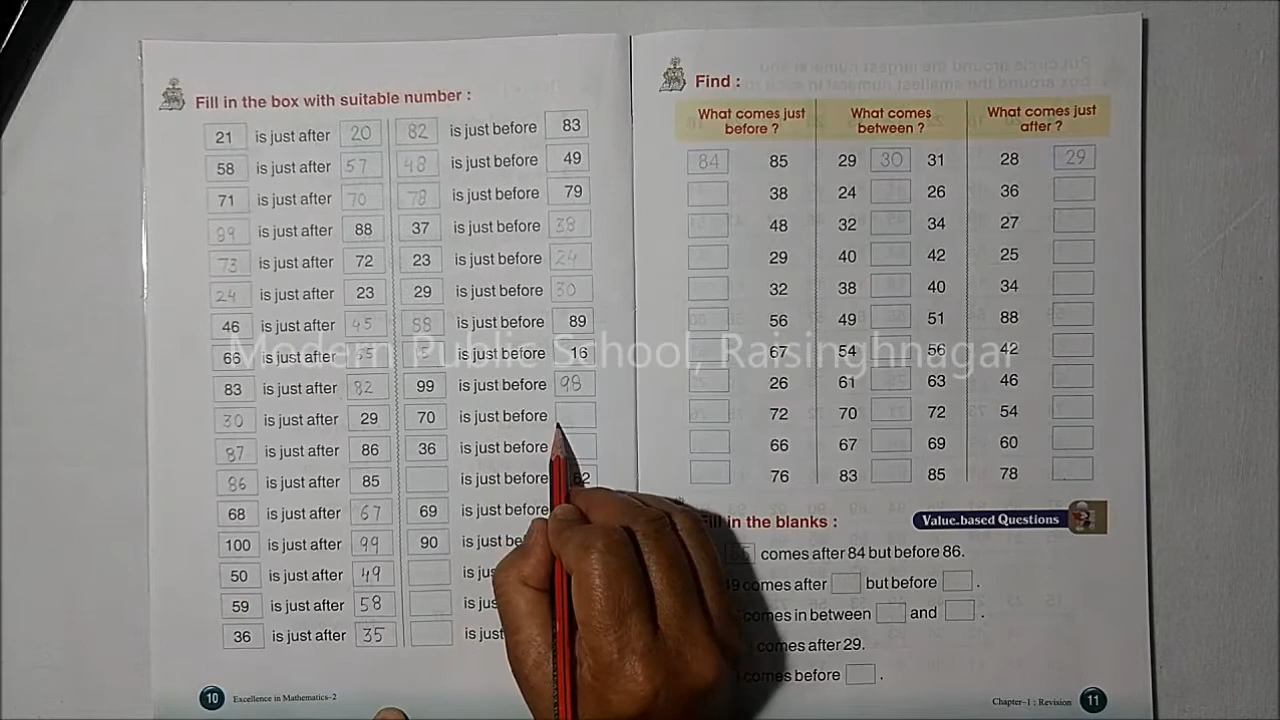 Fill in the box with suitable number :
21 is just after 20 82 is just before 83
58 is just after 57 48 is just before 49
71 is just after 70 78 is just before 79
89 is just after 88 37 is just before 38
73 is just after 72 23 is just before 24
24 is just after 23 29 is just before 30
46 is just after 45 88 is just before 89
66 is just after 65 is just before 16
83 is just after 82 99 is just before 98
30 is just after 29 70 is just before
87 is just after 86 36 is just before
86 is just after 85 is just before
68 is just after 67 69 is just before
100 is just after 99 90 is just
50 is just after 49
59 is just after 58
36 is just after 35 is just
10 Excellence in Mathematics-2
Find :
What comes just before ? What comes between ? What comes just after ?
84 85 29 30 31 28 29
38 24 26 36
48 32 34 27
29 40 42 25
32 38 40 34
56 49 51 88
67 54 56 42
26 61 63 46
72 70 72 54
66 67 69 60
76 83 85 78
Fill in the blanks :
Value.based Questions
comes after 84 but before 86.
comes after but before .
comes in between and .
comes after 29.
comes before .
Chapter-1 : Revision 11
Modern Public School, Raisinghnagar